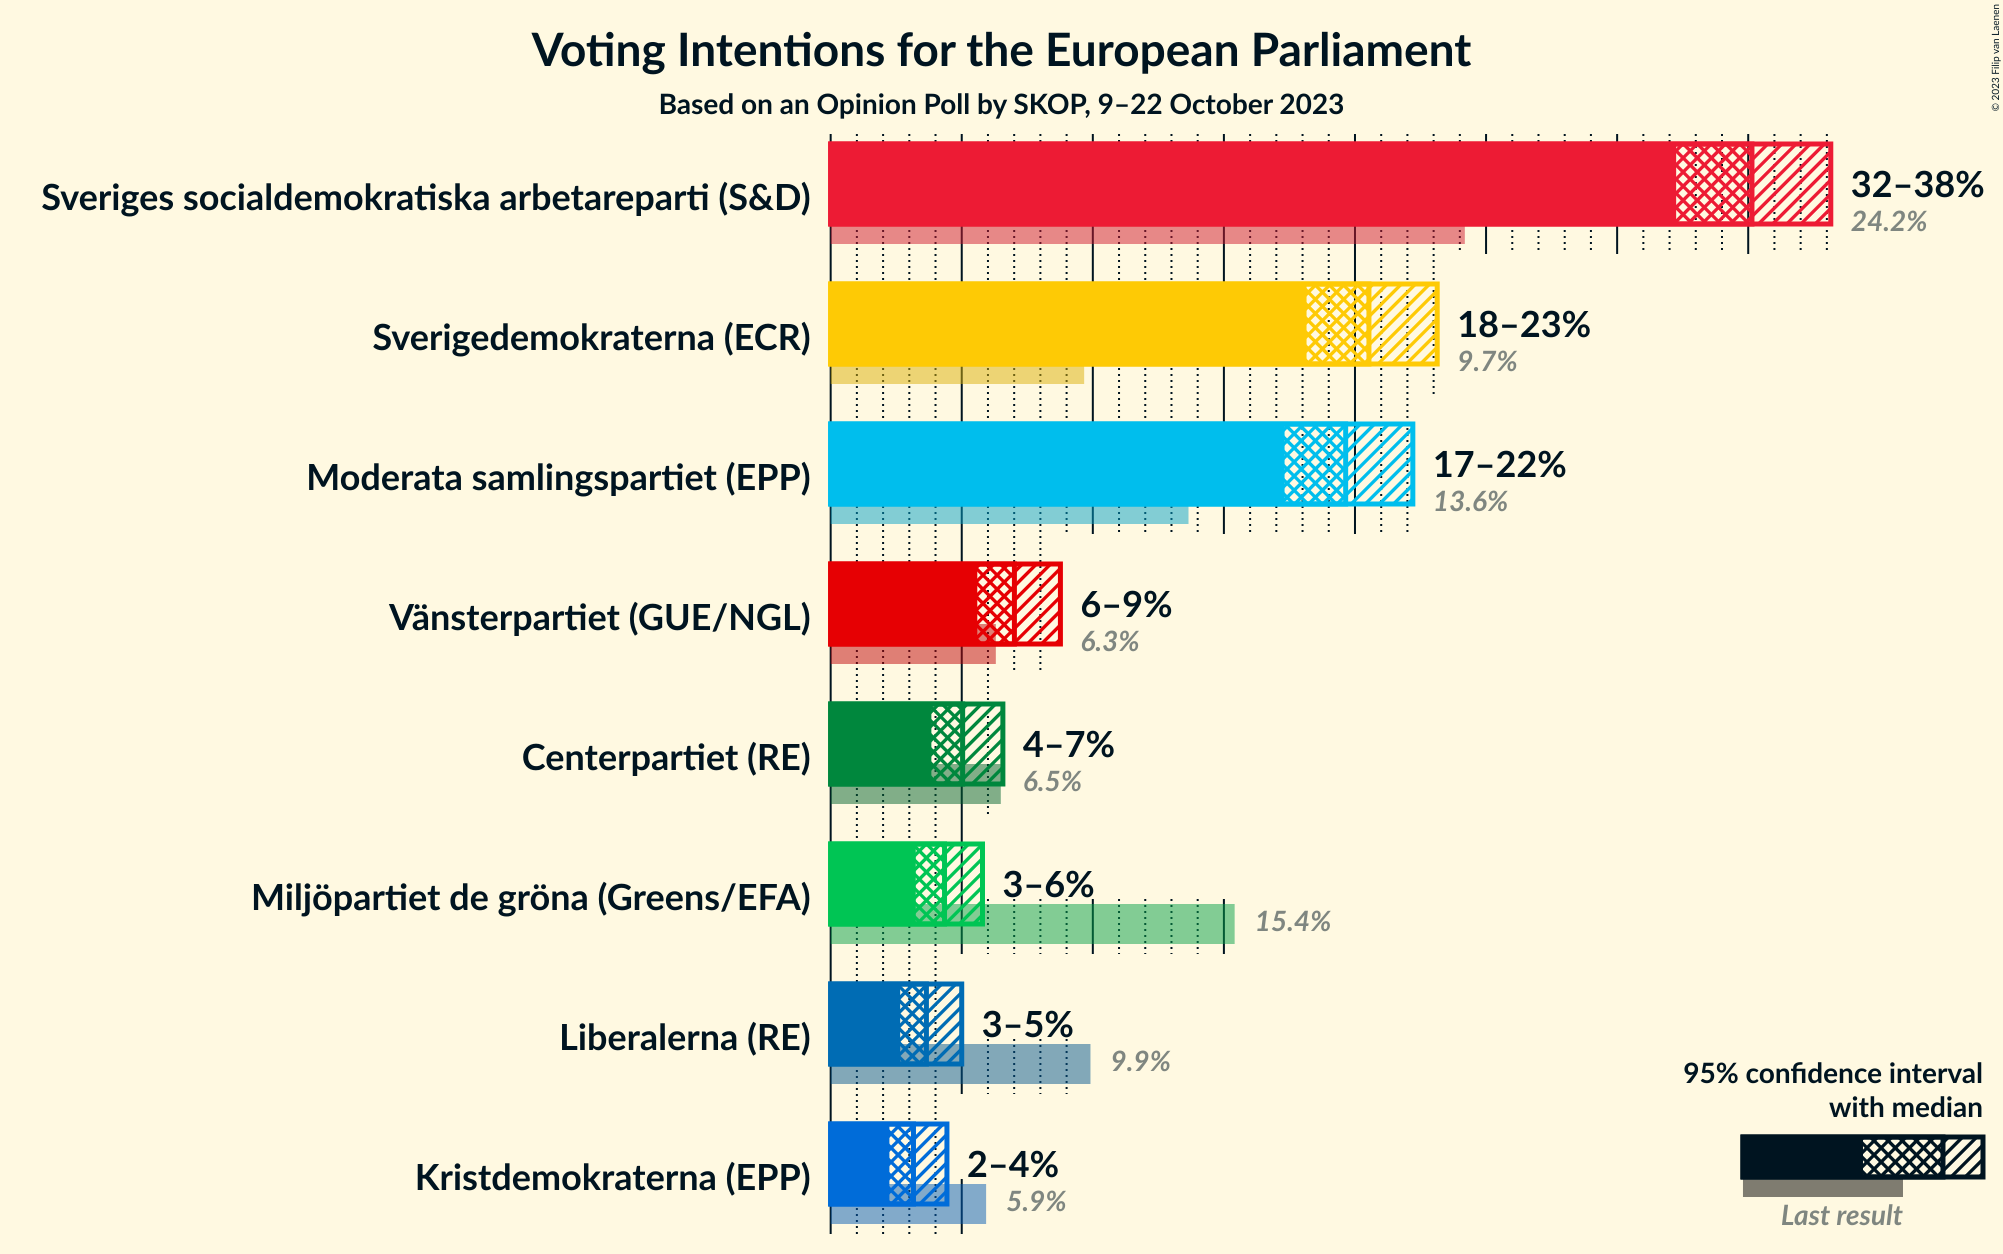 Voting Intentions for the European Parliament
Based on an Opinion Poll by SKOP, 9–22 October 2023
© 2023 Filip van Laenen
Sveriges socialdemokratiska arbetareparti (S&D)
32–38%
24.2%
Sverigedemokraterna (ECR)
18–23%
9.7%
Moderata samlingspartiet (EPP)
17–22%
13.6%
Vänsterpartiet (GUE/NGL)
6–9%
6.3%
Centerpartiet (RE)
4–7%
6.5%
Miljöpartiet de gröna (Greens/EFA)
3–6%
15.4%
Liberalerna (RE)
3–5%
9.9%
Kristdemokraterna (EPP)
2–4%
5.9%
95% confidence interval
with median
Last result